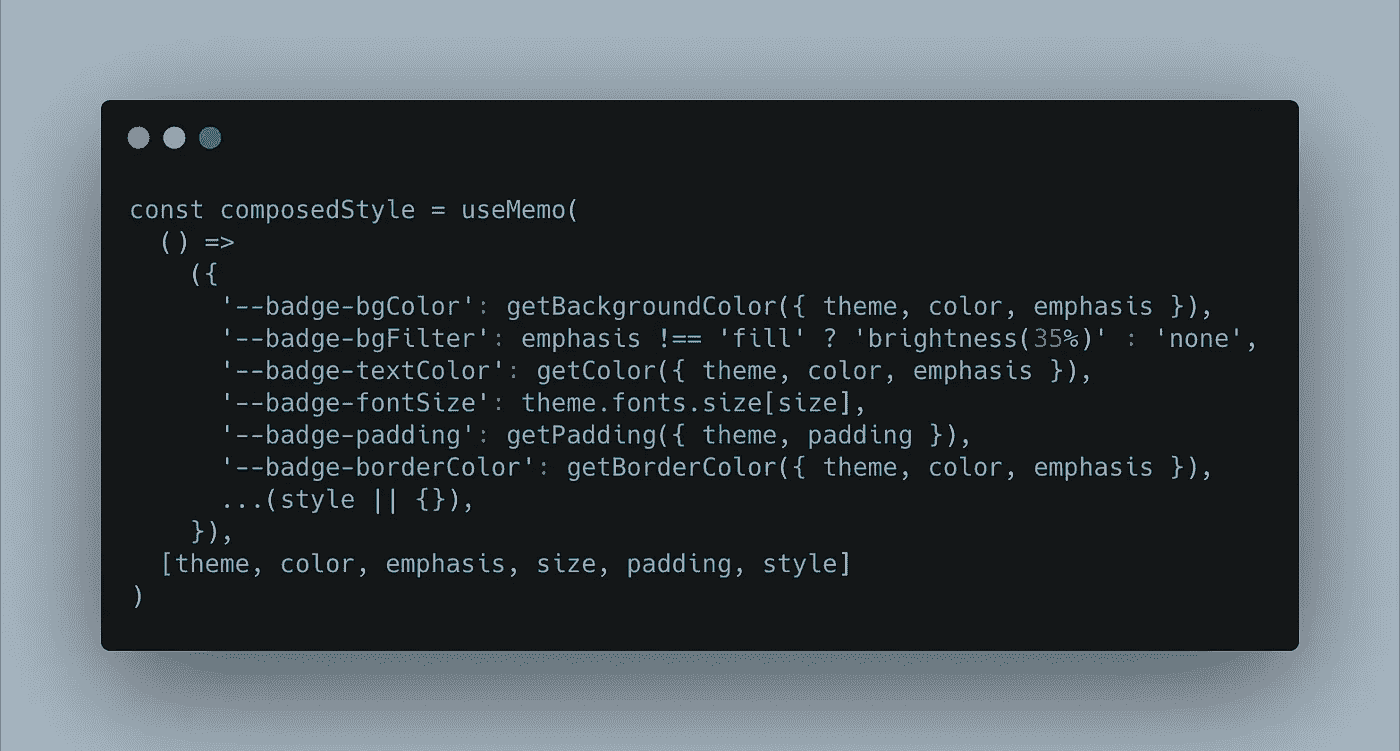 const composedStyle = useMemo(
  () =>
    ({
      '--badge-bgColor': getBackgroundColor({ theme, color, emphasis }),
      '--badge-bgFilter': emphasis !== 'fill' ? 'brightness(35%)' : 'none',
      '--badge-textColor': getColor({ theme, color, emphasis }),
      '--badge-fontSize': theme.fonts.size[size],
      '--badge-padding': getPadding({ theme, padding }),
      '--badge-borderColor': getBorderColor({ theme, color, emphasis }),
      ...(style || {}),
    }),
  [theme, color, emphasis, size, padding, style]
)